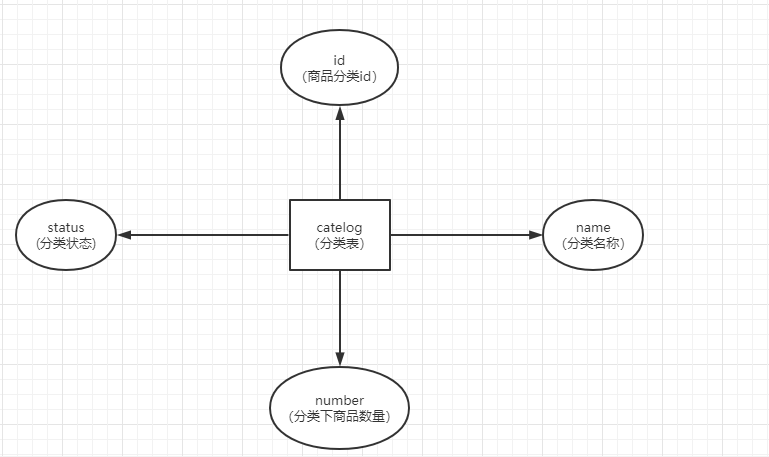 id
（商品分类id）
status
(分类状态)
catelog
（分类表）
name
（分类名称）
number
（分类下商品数量）